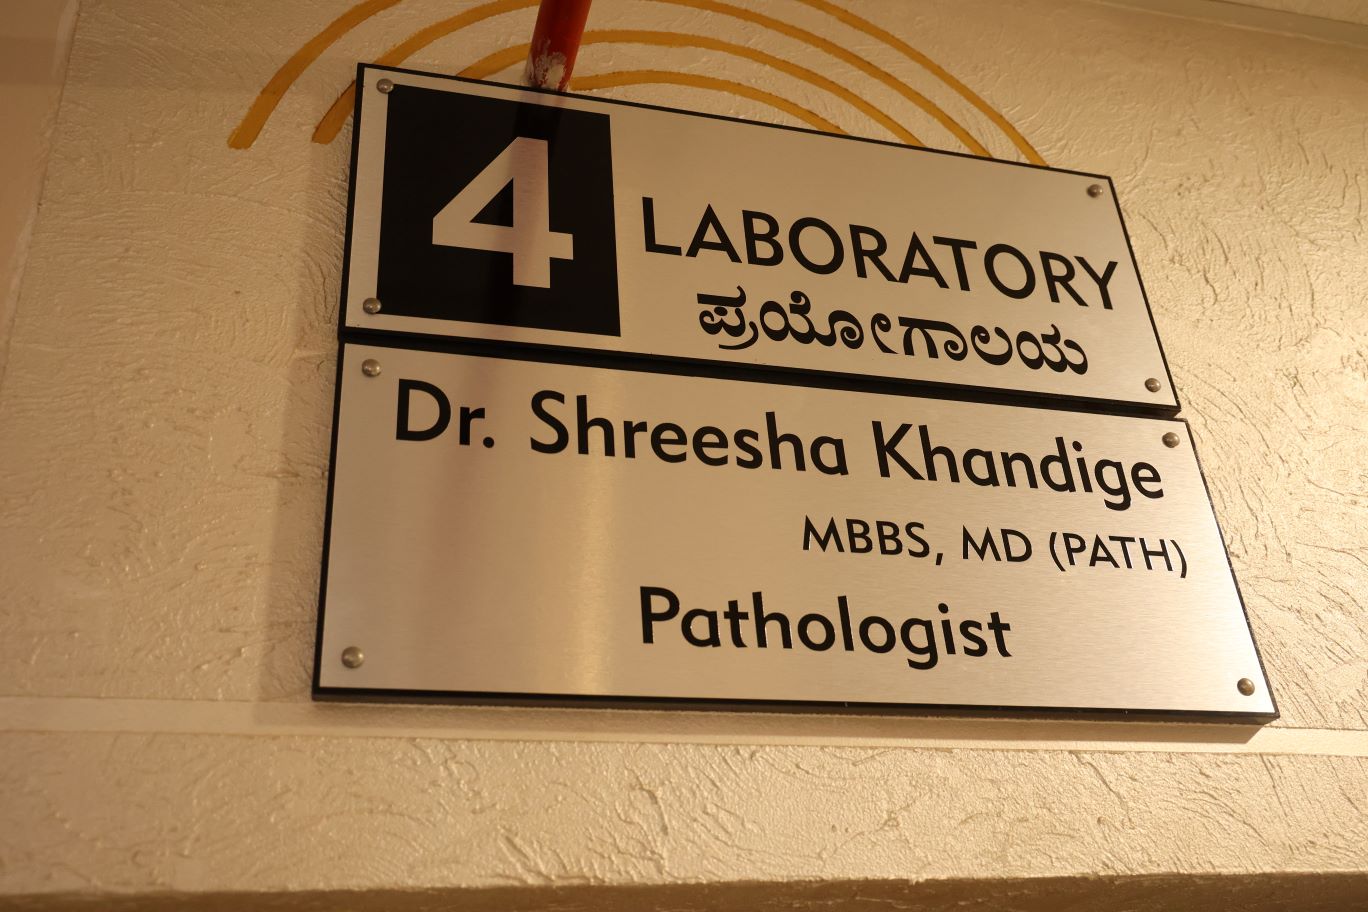 4
LABORATORY
ಪ್ರಯೋಗಾಲಯ
Dr. Shreesha Khandige
MBBS, MD (PATH)
Pathologist